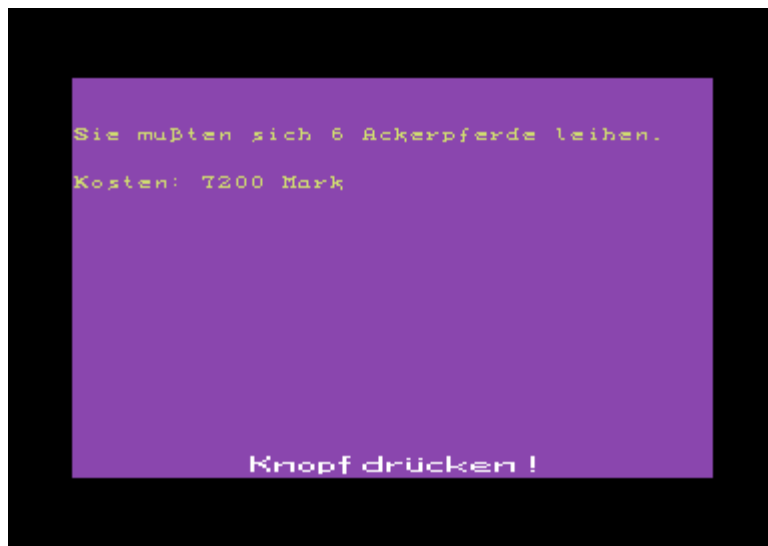 Sie mußten sich 6 Ackerpferde leihen.
Kosten: 7200 Mark
Knopf drücken !